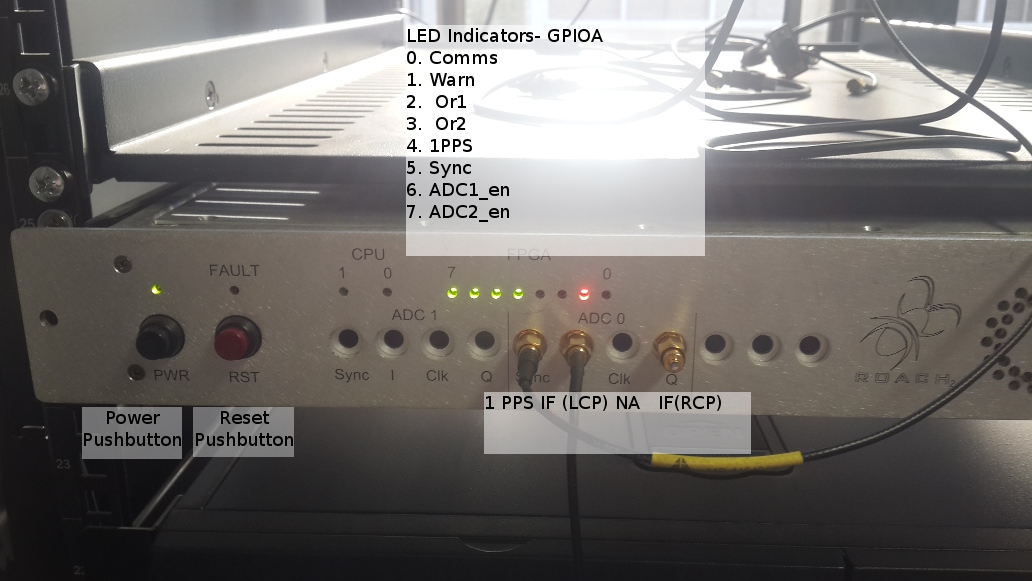 LED Indicators- GPIOA
0. Comms
1. Warn
2. Or1
3. Or2
4. 1PPS
5. Sync
6. ADC1_en
7. ADC2_en
26
25
CPU
FPGA
FAULT
1 0 7 0
ADC 1 ADC 0
PWR RST Sync I Clk Q Sync Clk Q
ROACH2
Power
Pushbutton
Reset
Pushbutton
1 PPS IF (LCP) NA IF(RCP)
23